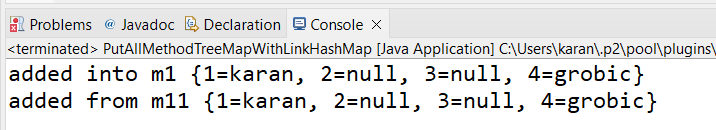 Problems @ Javadoc Declaration Console
<terminated> PutAllMethodTreeMapWithLinkHashMap [Java Application] C:\Users\karan\.p2\pool\plugins\
added into m1 {1=karan, 2=null, 3=null, 4=grobic}
added from m11 {1=karan, 2=null, 3=null, 4=grobic}